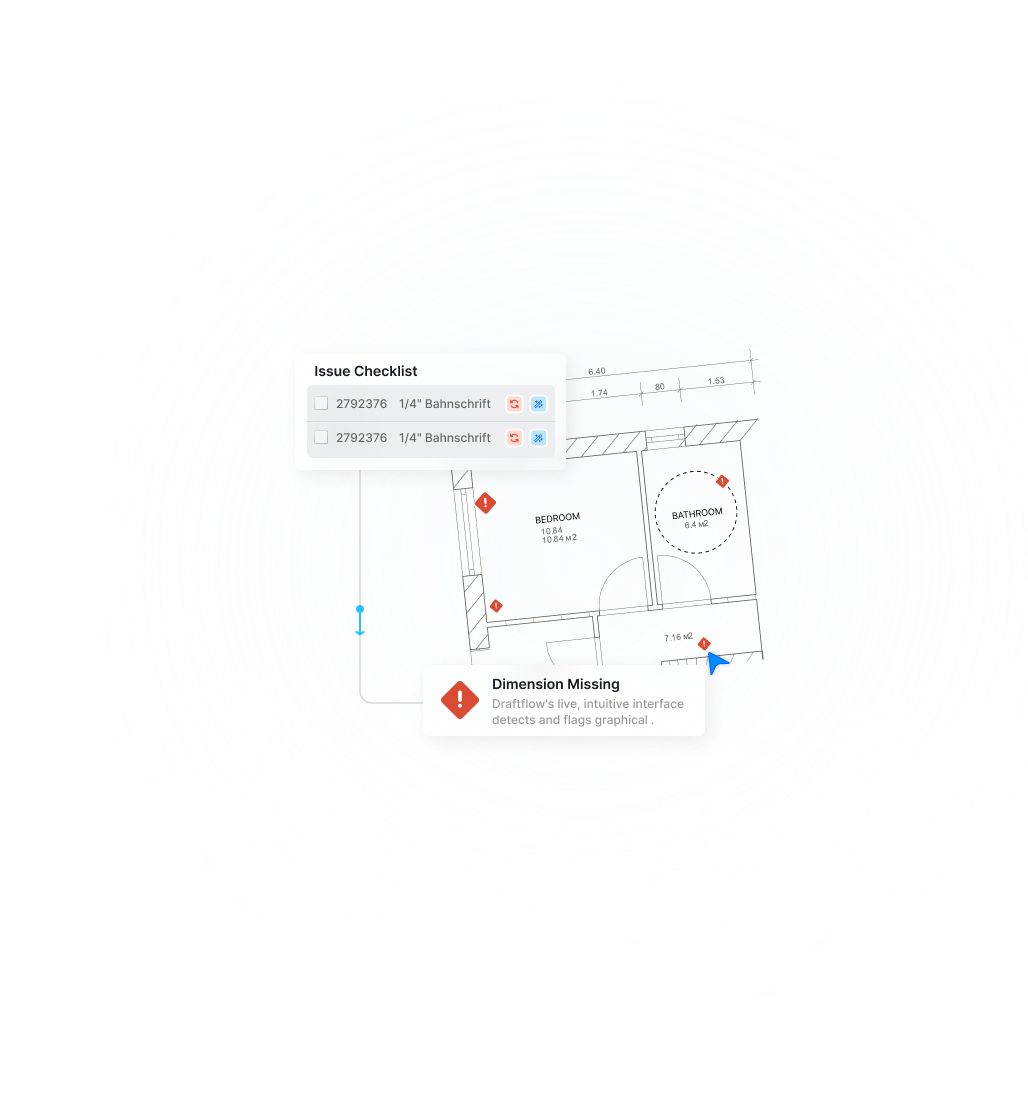 Issue Checklist
2792376 1/4" Bahnschrift
2792376 1/4" Bahnschrift
6.40
1.74 80 1.53
BEDROOM
10.84
10.84 м2
BATHROOM
6.4 м2
7.16 м2
Dimension Missing
Draftflow's live, intuitive interface
detects and flags graphical .